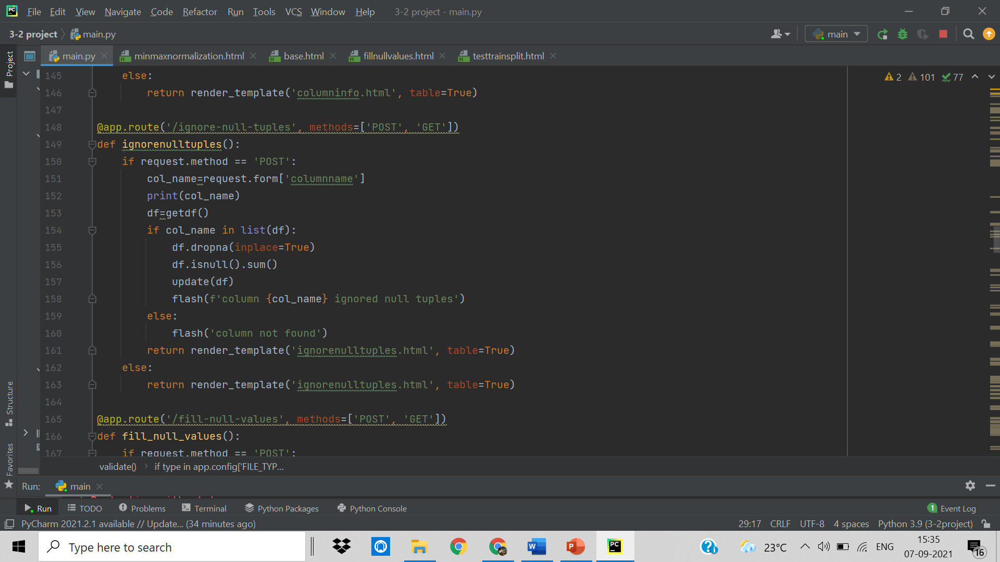 File Edit View Navigate Code Refactor Run Tools VCS Window Help 3-2 project - main.py
3-2 project main.py
main
main.py minmaxnormalization.html base.html fillnullvalues.html testtrainsplit.html
Project
2 101 77
145 else:
146 return render_template('columninfo.html', table=True)
147
148 @app.route('/ignore-null-tuples', methods=['POST', 'GET'])
149 def ignorenulltuples():
150 if request.method == 'POST':
151 col_name=request.form['columnname']
152 print(col_name)
153 df=getdf()
154 if col_name in list(df):
155 df.dropna(inplace=True)
156 df.isnull().sum()
157 update(df)
158 flash(f'column {col_name} ignored null tuples')
159 else:
160 flash('column not found')
161 return render_template('ignorenulltuples.html', table=True)
162 else:
163 return render_template('ignorenulltuples.html', table=True)
164
165 @app.route('/fill-null-values', methods=['POST', 'GET'])
166 def fill_null_values():
167 if request.method == 'POST':
Structure
Favorites
validate() if type in app.config['FILE_TYP...
Run: main
Run TODO Problems Terminal Python Packages Python Console 1 Event Log
PyCharm 2021.2.1 available // Update... (34 minutes ago) 29:17 CRLF UTF-8 4 spaces Python 3.9 (3-2project)
Type here to search
23°C ENG 15:35
07-09-2021
16